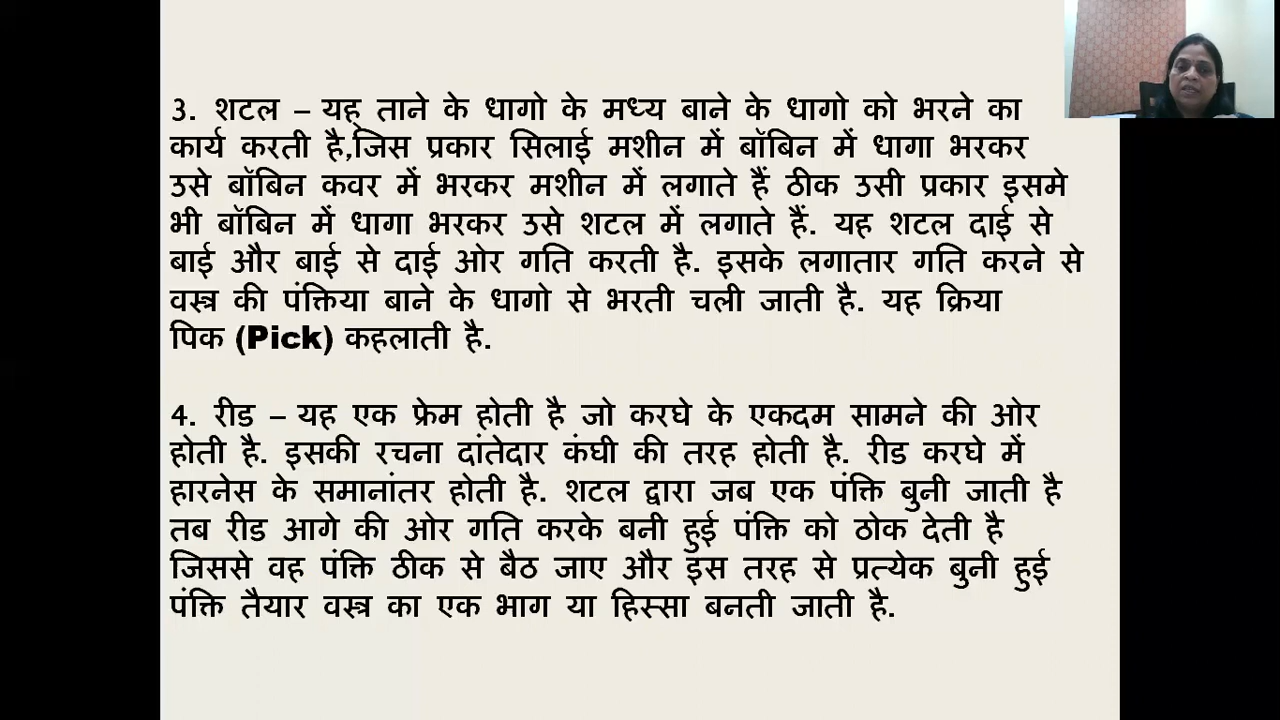 3. शटल – यह् ताने के धागो के मध्य बाने के धागो को भरने का
कार्य करती है,जिस प्रकार सिलाई मशीन में बॉबिन में धागा भरकर
उसे बॉबिन कवर में भरकर मशीन में लगाते हैं ठीक उसी प्रकार इसमे
भी बॉबिन में धागा भरकर उसे शटल में लगाते हैं. यह शटल दाई से
बाई और बाई से दाई ओर गति करती है. इसके लगातार गति करने से
वस्त्र की पंक्तिया बाने के धागो से भरती चली जाती है. यह क्रिया
पिक (Pick) कहलाती है.
4. रीड – यह एक फ्रेम होती है जो करघे के एकदम सामने की ओर
होती है. इसकी रचना दांतेदार कंघी की तरह होती है. रीड करघे में
हारनेस के समानांतर होती है. शटल द्वारा जब एक पंक्ति बुनी जाती है
तब रीड आगे की ओर गति करके बनी हुई पंक्ति को ठोक देती है
जिससे वह पंक्ति ठीक से बैठ जाए और इस तरह से प्रत्येक बुनी हुई
पंक्ति तैयार वस्त्र का एक भाग या हिस्सा बनती जाती है.